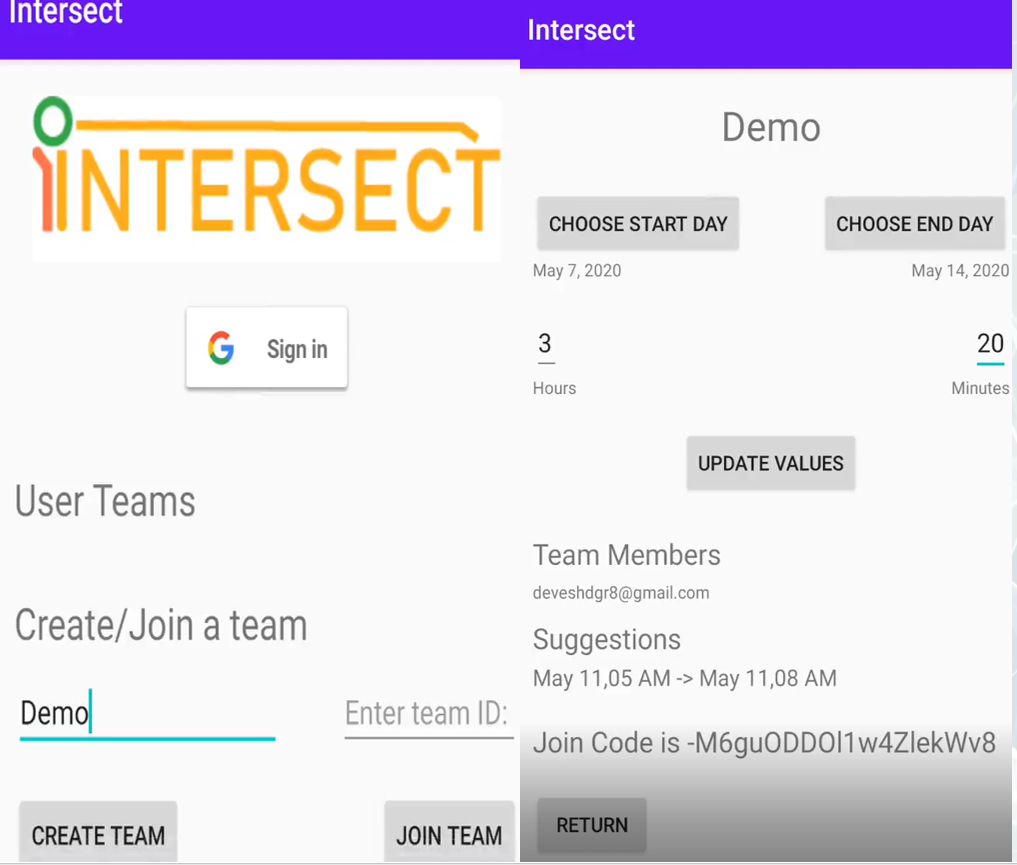 Intersect
INTERSECT
Sign in
User Teams
Create/Join a team
Demo
Enter team ID:
CREATE TEAM
JOIN TEAM
Intersect
Demo
CHOOSE START DAY
CHOOSE END DAY
May 7, 2020
May 14, 2020
3
20
Hours
Minutes
UPDATE VALUES
Team Members
deveshdgr8@gmail.com
Suggestions
May 11,05 AM -> May 11,08 AM
Join Code is -M6guODDOl1w4ZlekWv8
RETURN